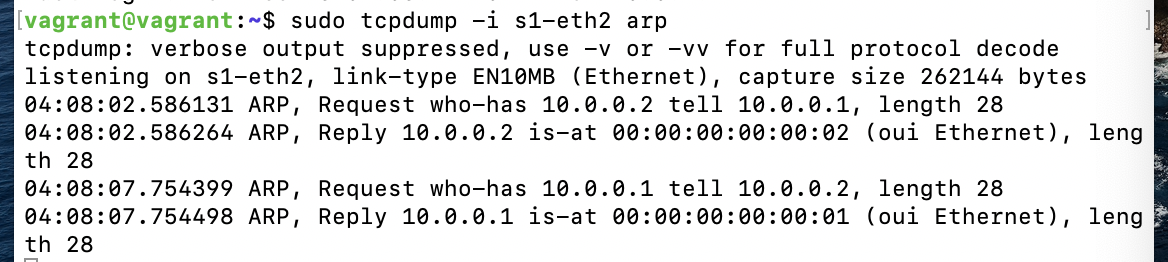 [vagrant@vagrant:~$ sudo tcpdump -i s1-eth2 arp ]
tcpdump: verbose output suppressed, use -v or -vv for full protocol decode
listening on s1-eth2, link-type EN10MB (Ethernet), capture size 262144 bytes
04:08:02.586131 ARP, Request who-has 10.0.0.2 tell 10.0.0.1, length 28
04:08:02.586264 ARP, Reply 10.0.0.2 is-at 00:00:00:00:00:02 (oui Ethernet), leng
th 28
04:08:07.754399 ARP, Request who-has 10.0.0.1 tell 10.0.0.2, length 28
04:08:07.754498 ARP, Reply 10.0.0.1 is-at 00:00:00:00:00:01 (oui Ethernet), leng
th 28